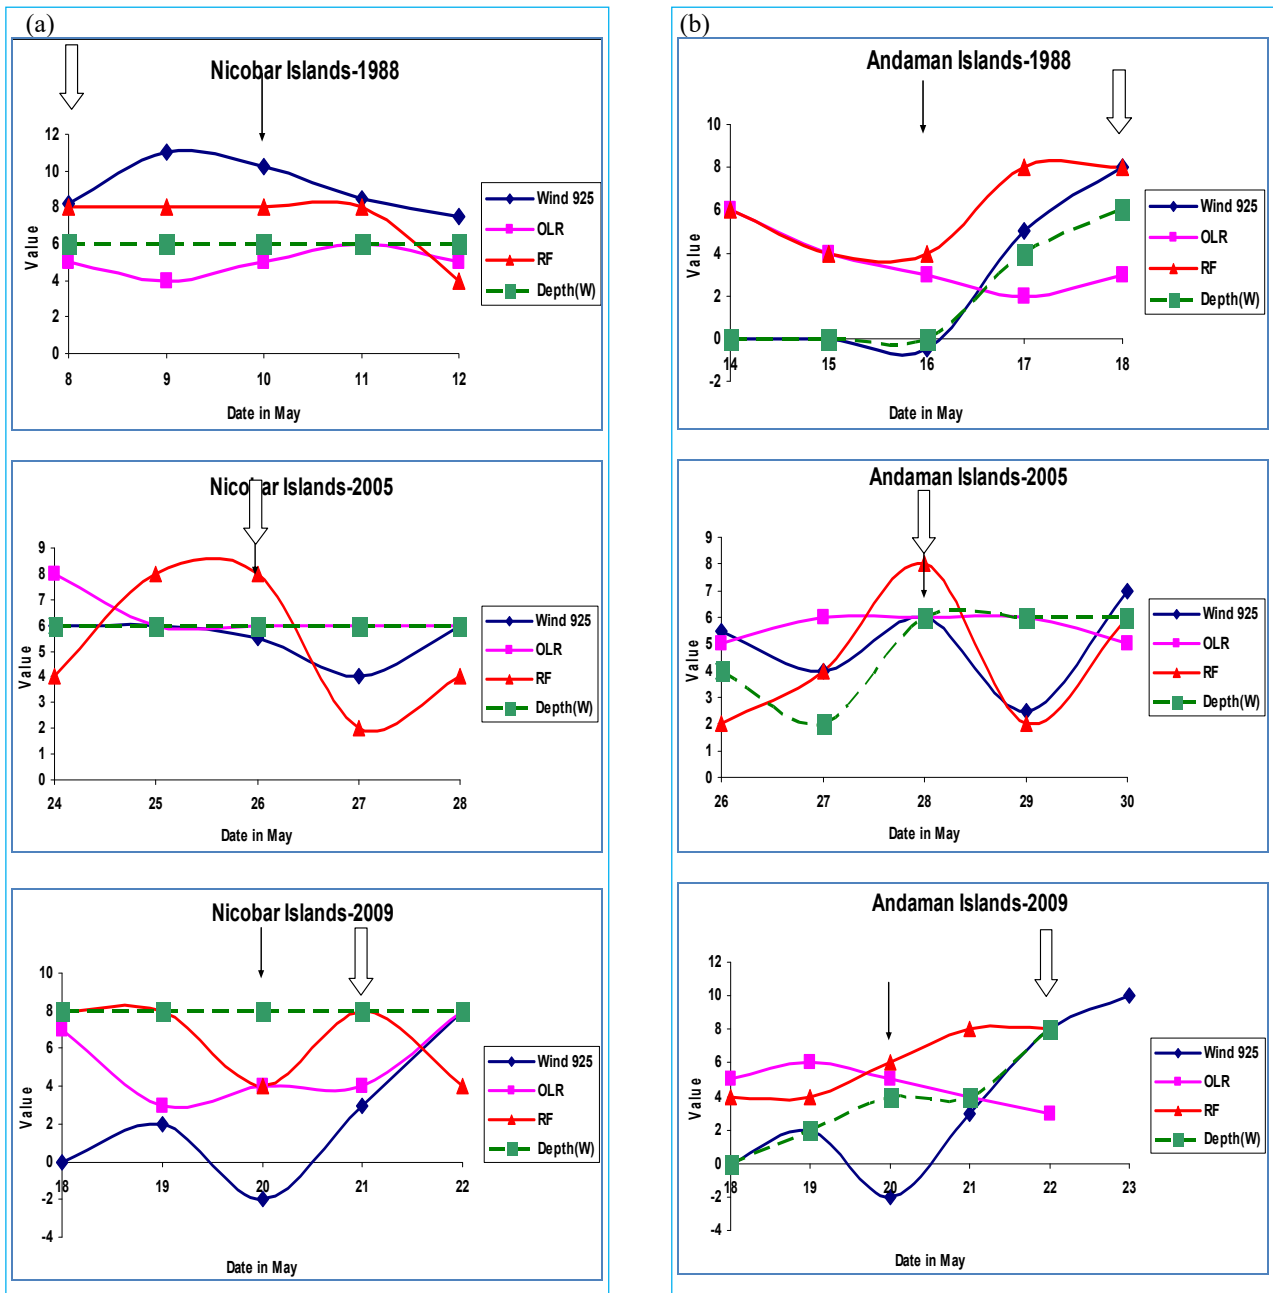 (a)
Nicobar Islands-1988
12
10
8
6
4
2
0
Value
8 9 10 11 12
Date in May
Wind 925
OLR
RF
Depth(W)
Nicobar Islands-2005
9
8
7
6
5
4
3
2
1
0
Value
24 25 26 27 28
Date in May
Wind 925
OLR
RF
Depth(W)
Nicobar Islands-2009
10
8
6
4
2
0
-2
-4
Value
18 19 20 21 22
Date in May
Wind 925
OLR
RF
Depth(W)
(b)
Andaman Islands-1988
10
8
6
4
2
0
-2
Value
14 15 16 17 18
Date in May
Wind 925
OLR
RF
Depth(W)
Andaman Islands-2005
9
8
7
6
5
4
3
2
1
0
Value
26 27 28 29 30
Date in May
Wind 925
OLR
RF
Depth(W)
Andaman Islands-2009
12
10
8
6
4
2
0
-2
-4
Value
18 19 20 21 22 23
Date in May
Wind 925
OLR
RF
Depth(W)